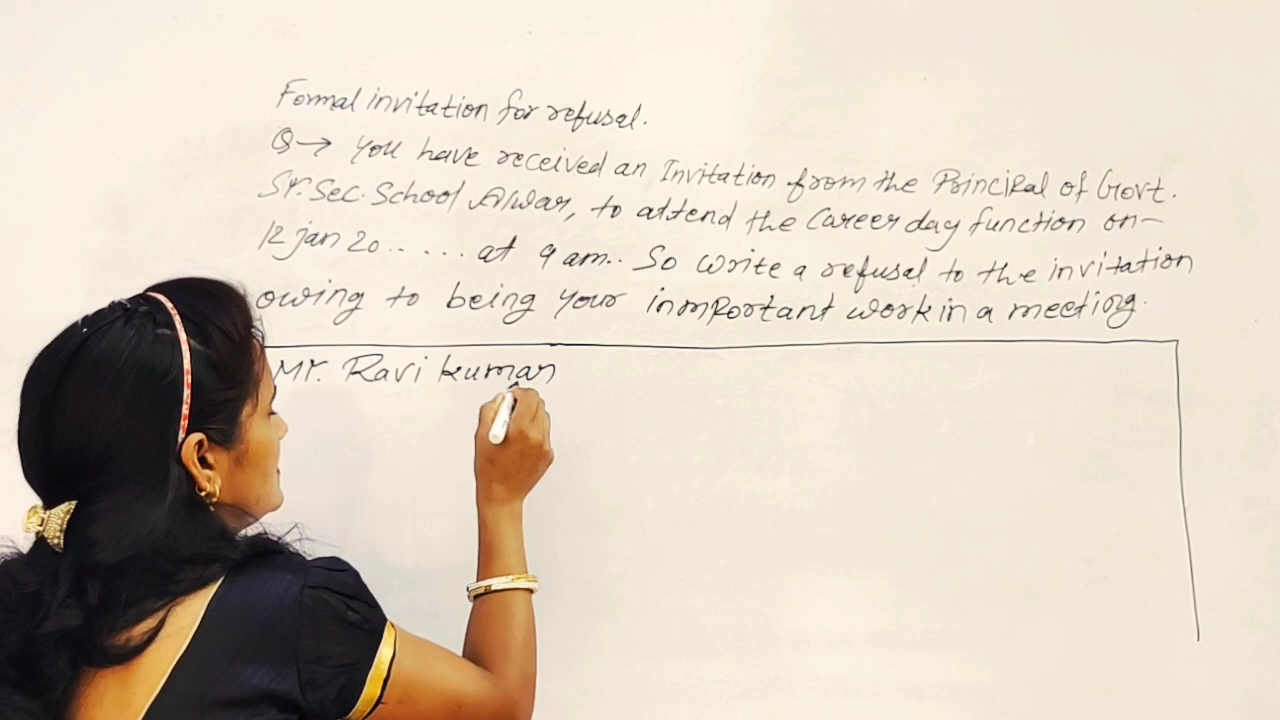 Formal invitation for refusal.
Q→ You have received an Invitation from the Principal of Govt.
Sr. Sec. School Alwar, to attend the Career day function on-
12 jan 20.. ... at 9 am.. So write a refusal to the invitation
owing to being your inmportant work in a meeting.
Mr. Ravi kumar